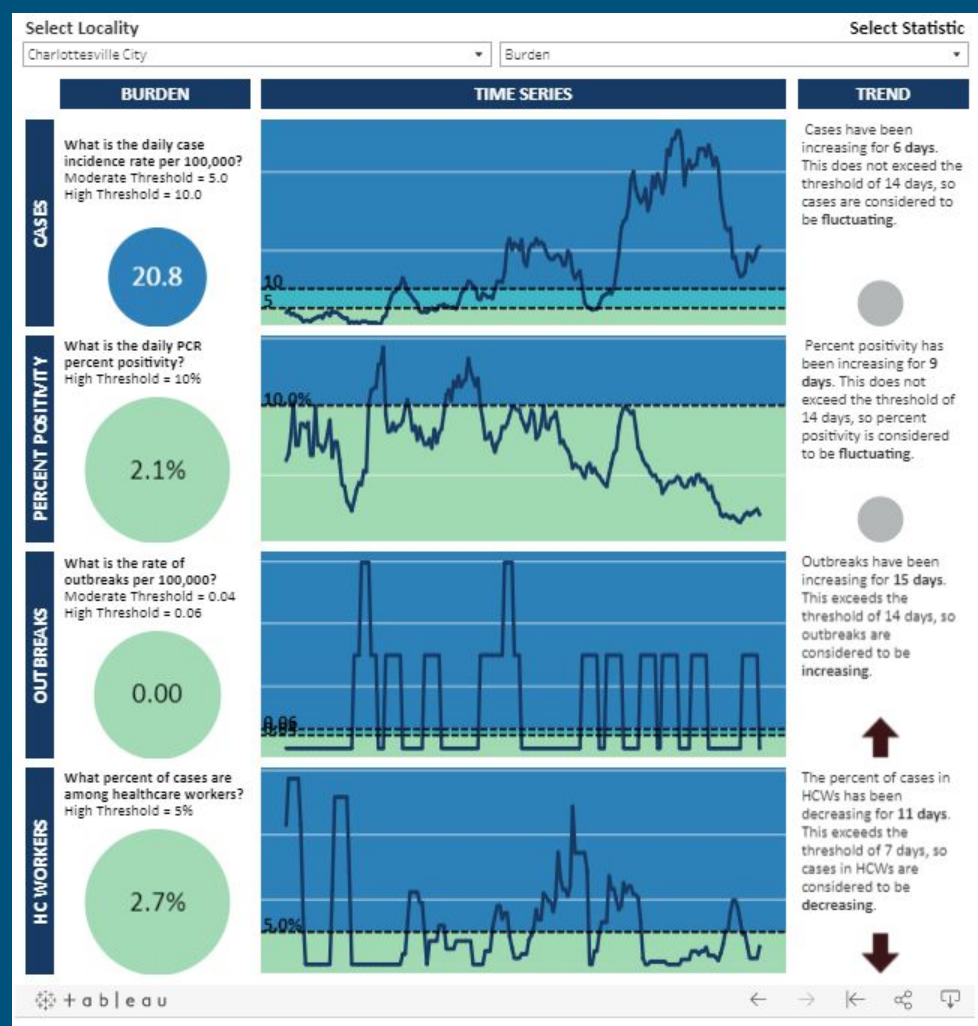 Select Locality
Select Statistic
Charlottesville City
Burden
BURDEN
TIME SERIES
TREND
CASES
What is the daily case
incidence rate per 100,000?
Moderate Threshold = 5.0
High Threshold = 10.0
20.8
10
5
Cases have been
increasing for 6 days.
This does not exceed the
threshold of 14 days, so
cases are considered to
be fluctuating.
PERCENT POSITIVITY
What is the daily PCR
percent positivity?
High Threshold = 10%
2.1%
10.0%
Percent positivity has
been increasing for 9
days. This does not
exceed the threshold of
14 days, so percent
positivity is considered
to be fluctuating.
OUTBREAKS
What is the rate of
outbreaks per 100,000?
Moderate Threshold = 0.04
High Threshold = 0.06
0.00
0.06
Outbreaks have been
increasing for 15 days.
This exceeds the
threshold of 14 days, so
outbreaks are
considered to be
increasing.
HC WORKERS
What percent of cases are
among healthcare workers?
High Threshold = 5%
2.7%
5.0%
The percent of cases in
HCWs has been
decreasing for 11 days.
This exceeds the
threshold of 7 days, so
cases in HCWs are
considered to be
decreasing.
+ a b l e a u